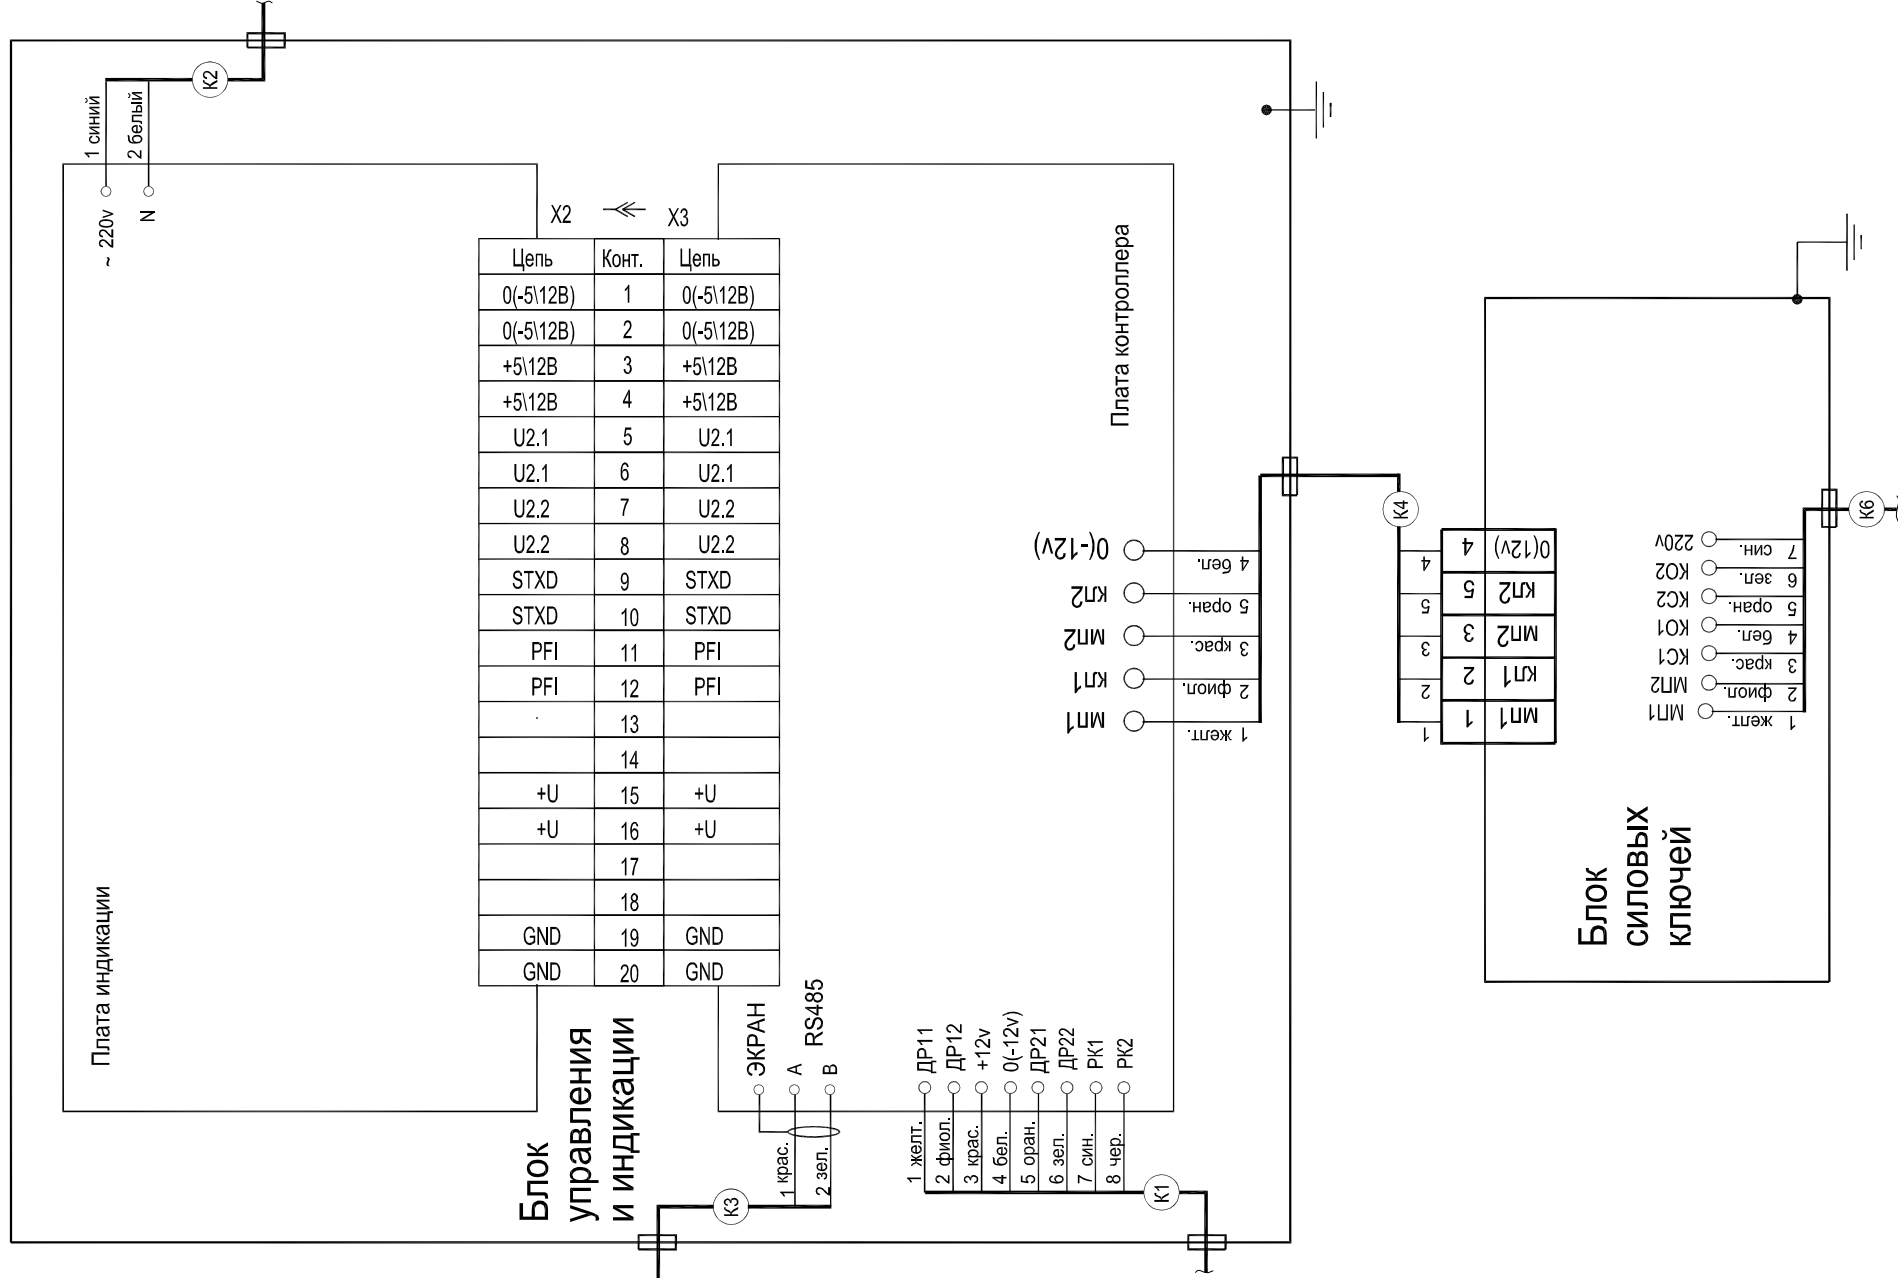 К2
1 синий
2 белый
~ 220v
N
Плата индикации
X2
X3
Цепь Конт. Цепь
0(-5\12В) 1 0(-5\12В)
0(-5\12В) 2 0(-5\12В)
+5\12В 3 +5\12В
+5\12В 4 +5\12В
U2.1 5 U2.1
U2.1 6 U2.1
U2.2 7 U2.2
U2.2 8 U2.2
STXD 9 STXD
STXD 10 STXD
PFI 11 PFI
PFI 12 PFI
13
14
+U 15 +U
+U 16 +U
17
18
GND 19 GND
GND 20 GND
Плата контроллера
0(-12v) 4 бел.
КЛ2 5 оран.
МП2 3 крас.
КЛ1 2 фиол.
МП1 1 желт.
К4
4 4 0(12v)
5 5 КЛ2
3 3 МП2
2 2 КЛ1
1 1 МП1
220v 7 син.
КО2 6 зел.
КС2 5 оран.
КО1 4 бел.
КС1 3 крас.
МП2 2 фиол.
МП1 1 желт.
К6
Блок
силовых
ключей
Блок
управления
и индикации
ЭКРАН
A
B
RS485
1 крас.
2 зел.
К3
ДР11
ДР12
+12v
0(-12v)
ДР21
ДР22
РК1
РК2
1 желт.
2 фиол.
3 крас.
4 бел.
5 оран.
6 зел.
7 син.
8 чер.
К1